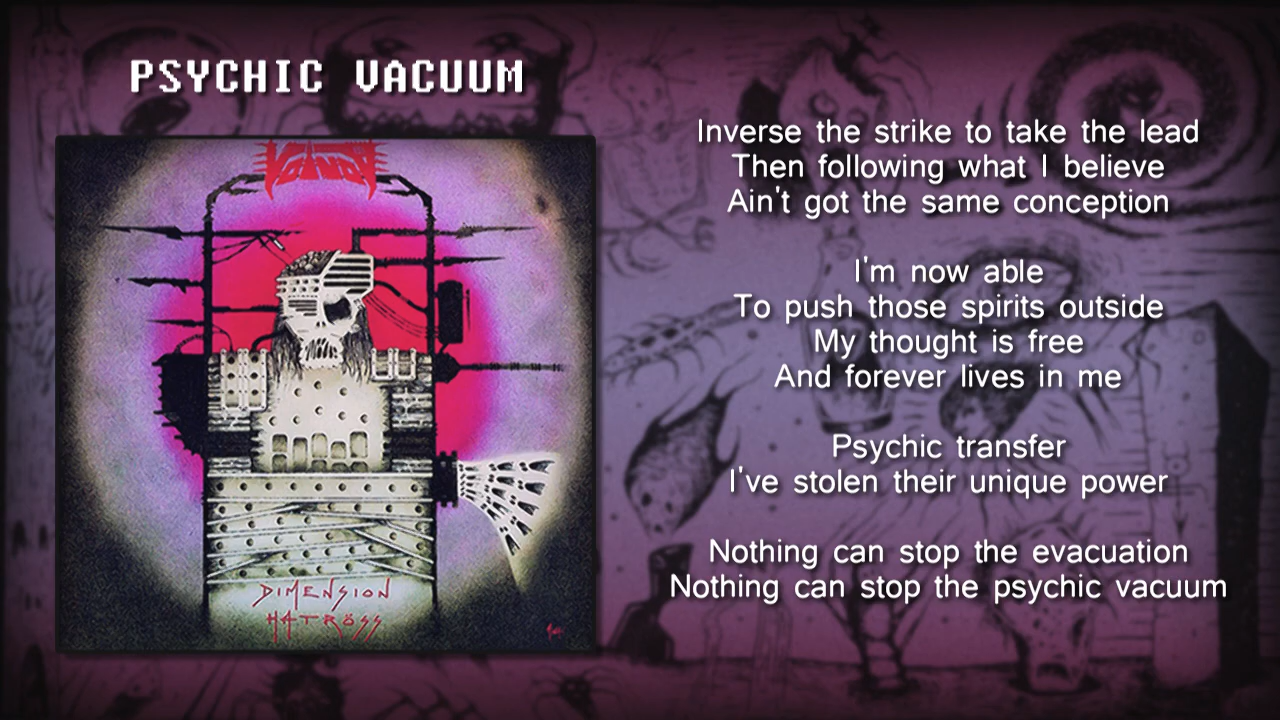 PSYCHIC VACUUM
VOIVOD
DIMENSION
HATRÖSS
Inverse the strike to take the lead
Then following what I believe
Ain't got the same conception
I'm now able
To push those spirits outside
My thought is free
And forever lives in me
Psychic transfer
I've stolen their unique power
Nothing can stop the evacuation
Nothing can stop the psychic vacuum